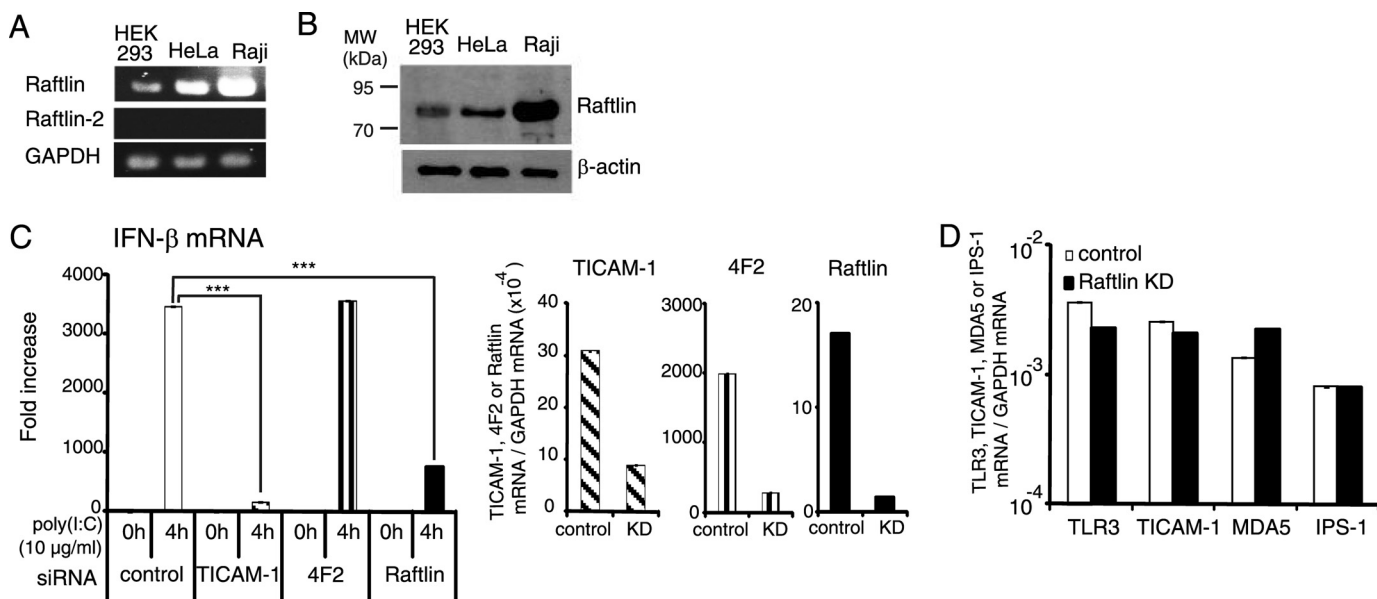 A
HEK
293 HeLa Raji
Raftlin
Raftlin-2
GAPDH
B
MW
(kDa)
HEK
293 HeLa Raji
95
70
Raftlin
β-actin
C
IFN-β mRNA
Fold increase
4000
3000
2000
1000
0
***
***
poly(I:C)
(10 µg/ml)
0h 4h 0h 4h 0h 4h 0h 4h
siRNA control TICAM-1 4F2 Raftlin
TICAM-1, 4F2 or Raftlin
mRNA / GAPDH mRNA (x10-4)
TICAM-1
40
30
20
10
0
control KD
4F2
3000
2000
1000
0
control KD
Raftlin
20
10
0
control KD
D
TLR3, TICAM-1, MDA5 or IPS-1
mRNA / GAPDH mRNA
10-2
10-3
10-4
control
Raftlin KD
TLR3 TICAM-1 MDA5 IPS-1